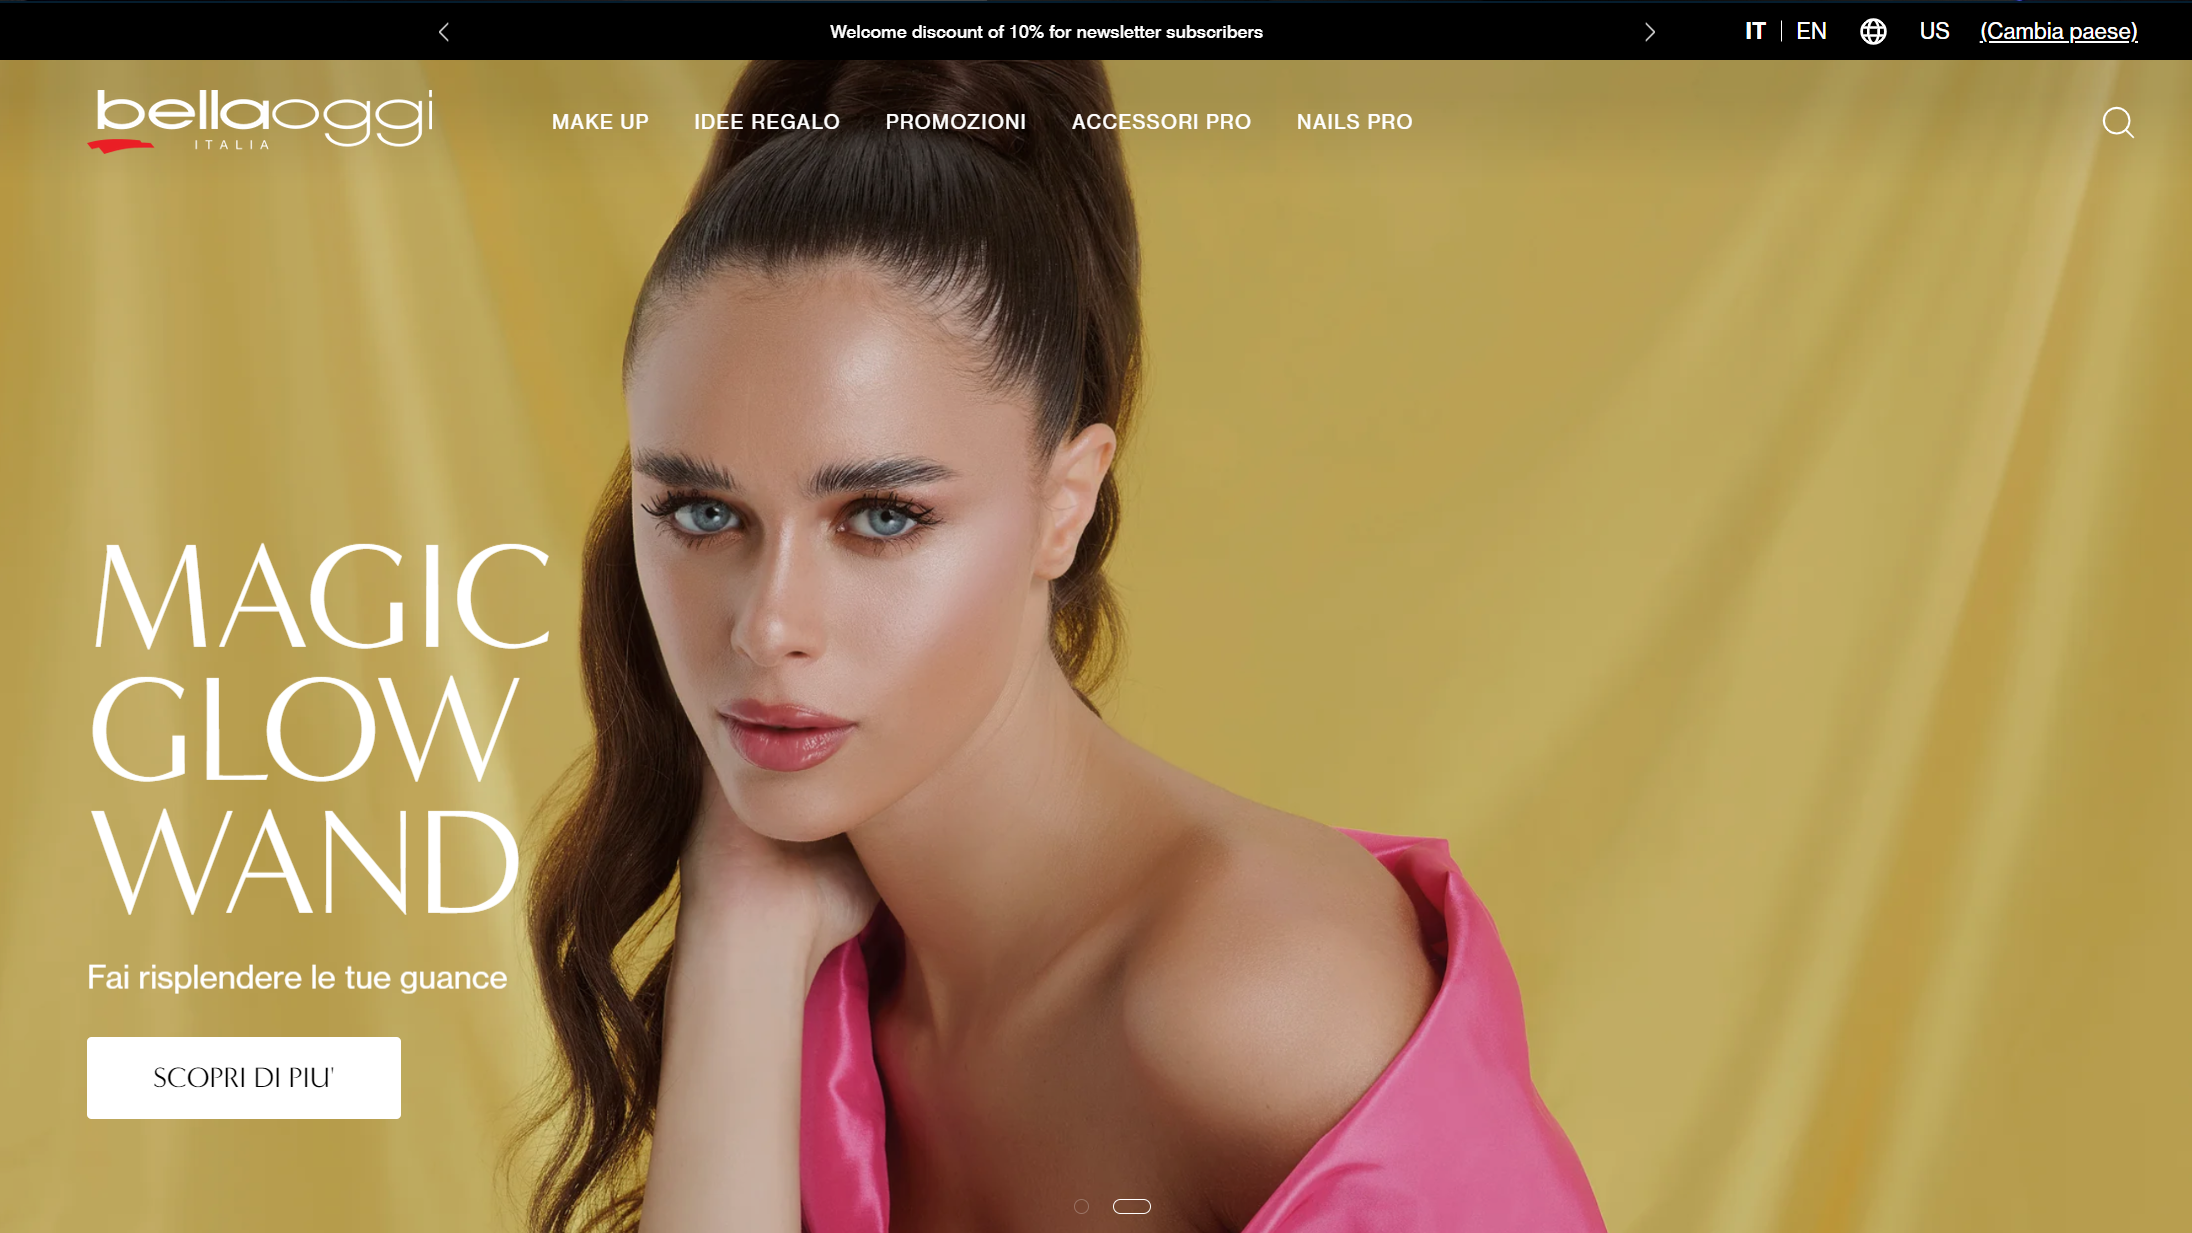 Welcome discount of 10% for newsletter subscribers
IT | EN US (Cambia paese)
bellaoggi
ITALIA
MAKE UP IDEE REGALO PROMOZIONI ACCESSORI PRO NAILS PRO
MAGIC
GLOW
WAND
Fai risplendere le tue guance
SCOPRI DI PIU'